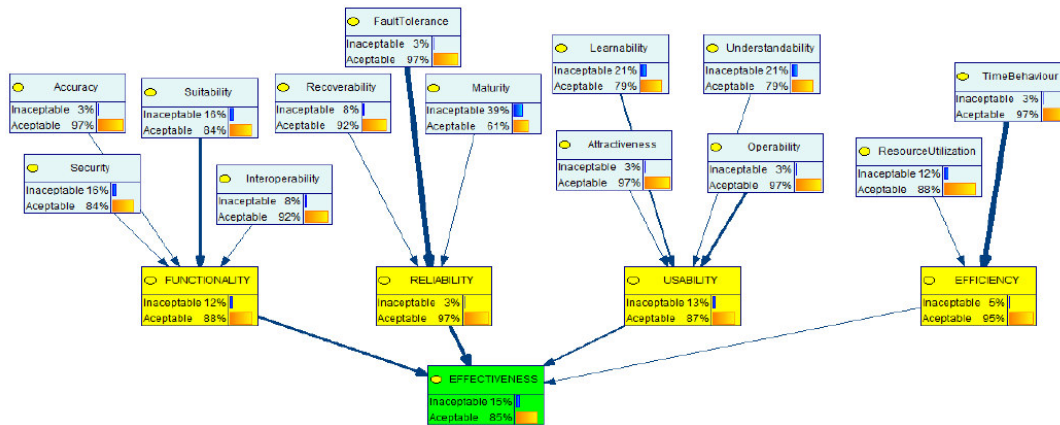 FaultTolerance
Inaceptable 3%
Aceptable 97%
Learnability
Inaceptable 21%
Aceptable 79%
Understandability
Inaceptable 21%
Aceptable 79%
TimeBehaviour
Inaceptable 3%
Aceptable 97%
Accuracy
Inaceptable 3%
Aceptable 97%
Suitability
Inaceptable 16%
Aceptable 84%
Recoverability
Inaceptable 8%
Aceptable 92%
Maturity
Inaceptable 39%
Aceptable 61%
Attractiveness
Inaceptable 3%
Aceptable 97%
Operability
Inaceptable 3%
Aceptable 97%
ResourceUtilization
Inaceptable 12%
Aceptable 88%
Security
Inaceptable 16%
Aceptable 84%
Interoperability
Inaceptable 8%
Aceptable 92%
FUNCTIONALITY
Inaceptable 12%
Aceptable 88%
RELIABILITY
Inaceptable 3%
Aceptable 97%
USABILITY
Inaceptable 13%
Aceptable 87%
EFFICIENCY
Inaceptable 5%
Aceptable 95%
EFFECTIVENESS
Inaceptable 15%
Aceptable 85%